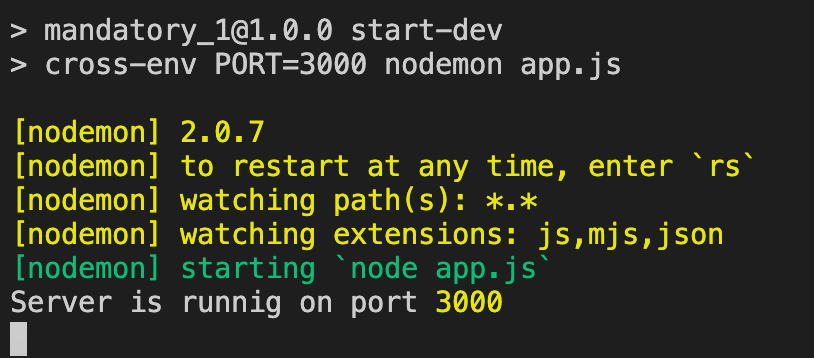 > mandatory_1@1.0.0 start-dev
> cross-env PORT=3000 nodemon app.js
[nodemon] 2.0.7
[nodemon] to restart at any time, enter `rs`
[nodemon] watching path(s): *.*
[nodemon] watching extensions: js,mjs,json
[nodemon] starting `node app.js`
Server is runnig on port 3000